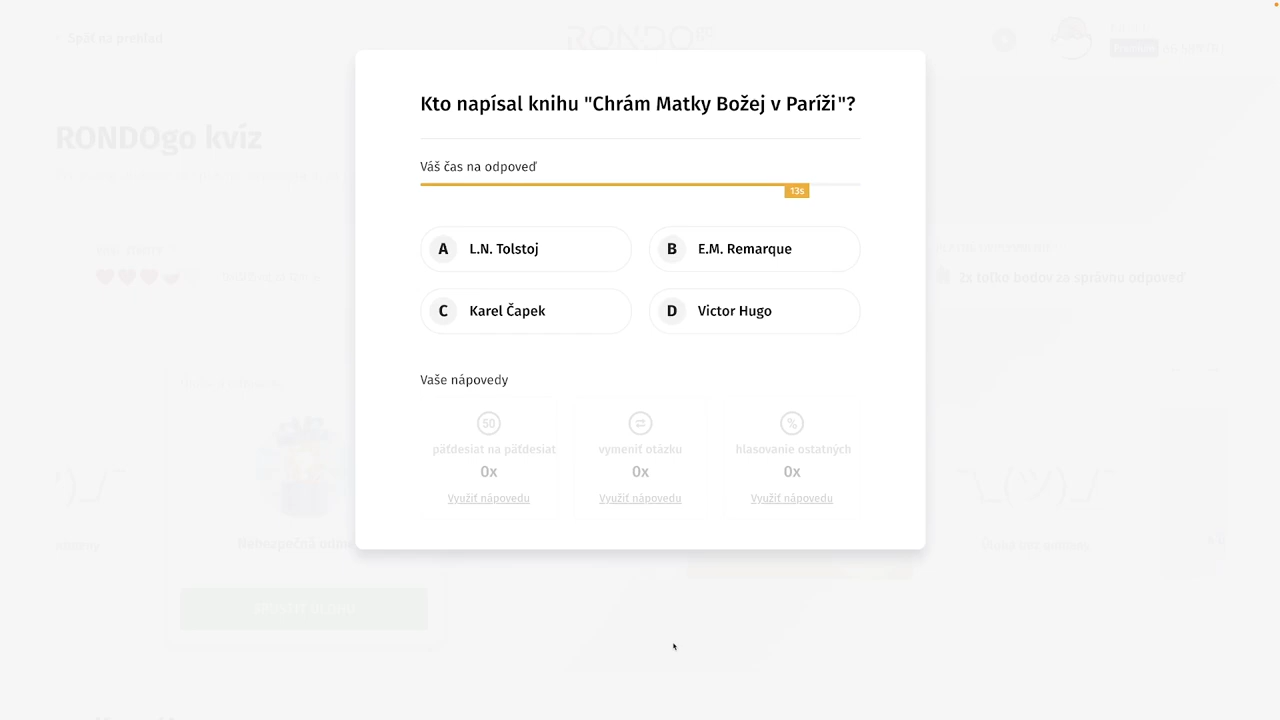 Späť na prehľad
RONDOgo
RONDOgo kvíz
Kto napísal knihu "Chrám Matky Božej v Paríži"?
Váš čas na odpoveď
13s
A L.N. Tolstoj
B E.M. Remarque
C Karel Čapek
D Victor Hugo
2x toľko bodov za správnu odpoveď
Vaše nápovedy
50
päťdesiat na päťdesiat
0x
Využiť nápovedu
vymeniť otázku
0x
Využiť nápovedu
%
hlasovanie ostatných
0x
Využiť nápovedu
¯\_(ツ)_/¯